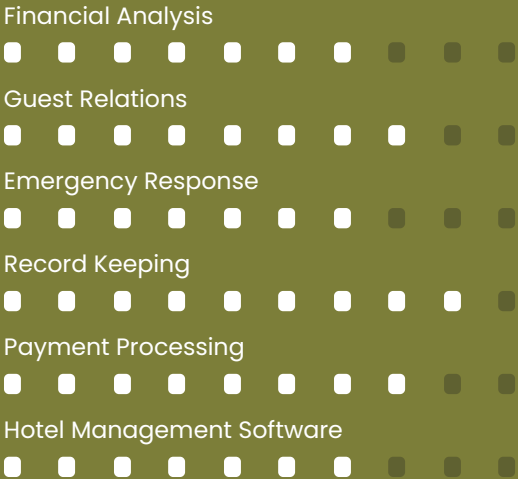 Financial Analysis
Guest Relations
Emergency Response
Record Keeping
Payment Processing
Hotel Management Software